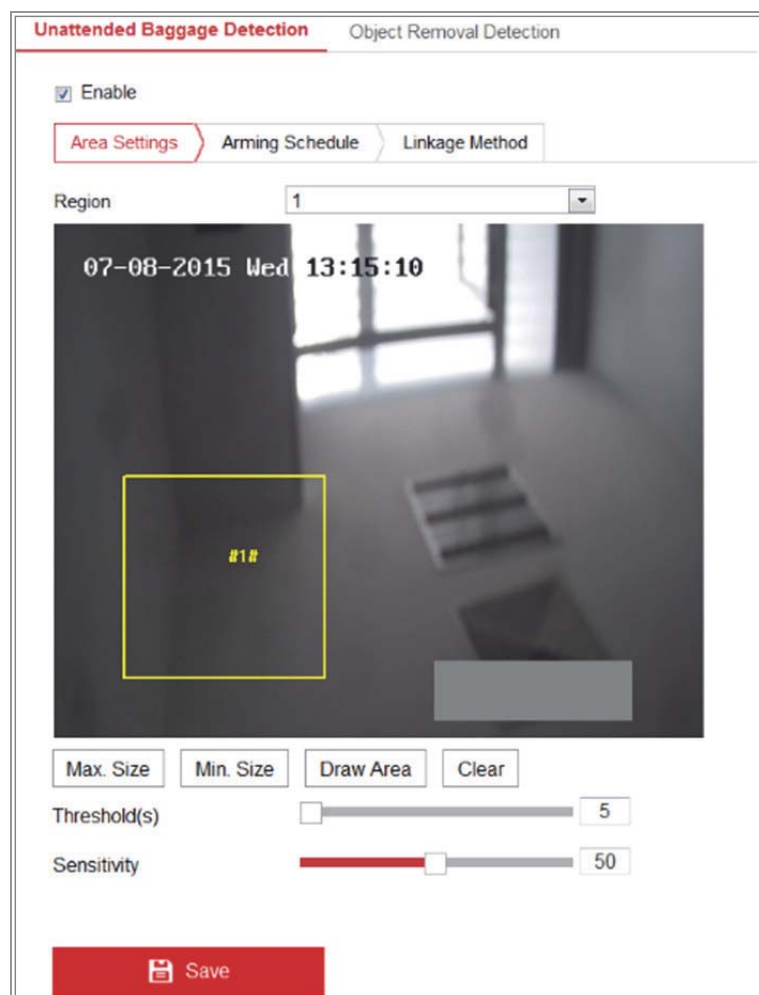 Unattended Baggage Detection Object Removal Detection
Enable
Area Settings Arming Schedule Linkage Method
Region 1
07-08-2015 Wed 13:15:10
#1#
Max. Size Min. Size Draw Area Clear
Threshold(s) 5
Sensitivity 50
Save